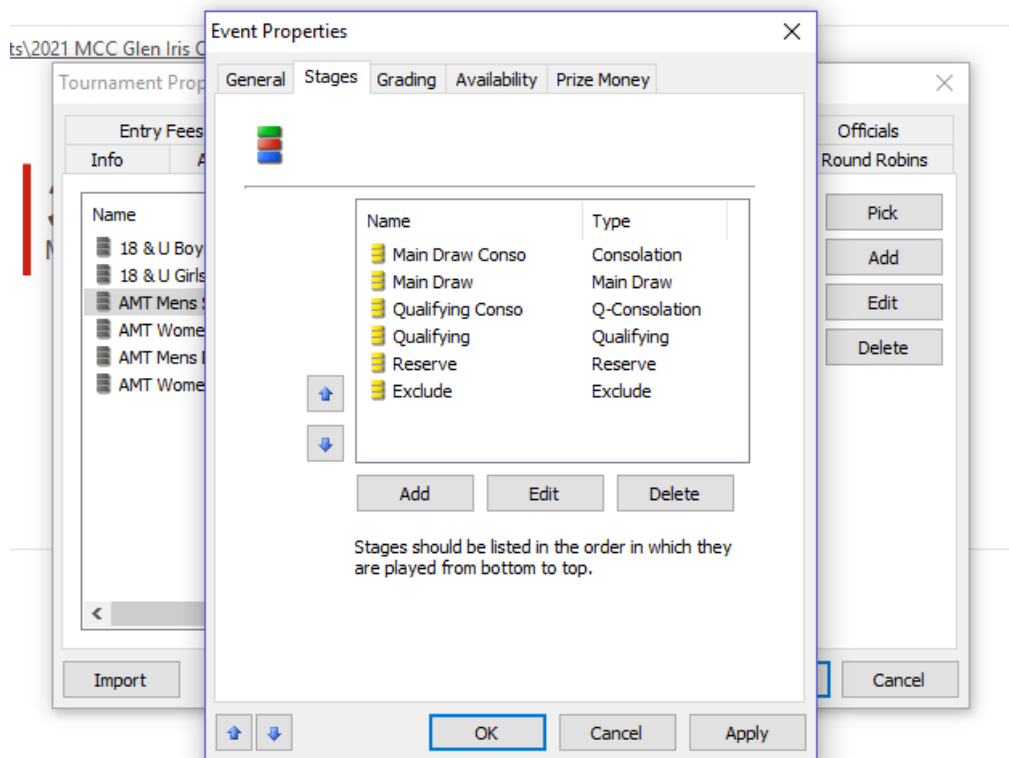 Event Properties
ts\2021 MCC Glen Iris C
Tournament Prop
General Stages Grading Availability Prize Money
Entry Fees
Officials
Info
Round Robins
Name
18 & U Boy
18 & U Girls
AMT Mens S
AMT Wome
AMT Mens
AMT Wome
Name Type
Main Draw Conso Consolation
Main Draw Main Draw
Qualifying Conso Q-Consolation
Qualifying Qualifying
Reserve Reserve
Exclude Exclude
Pick
Add
Edit
Delete
Add Edit Delete
Stages should be listed in the order in which they
are played from bottom to top.
Import
Cancel
OK Cancel Apply